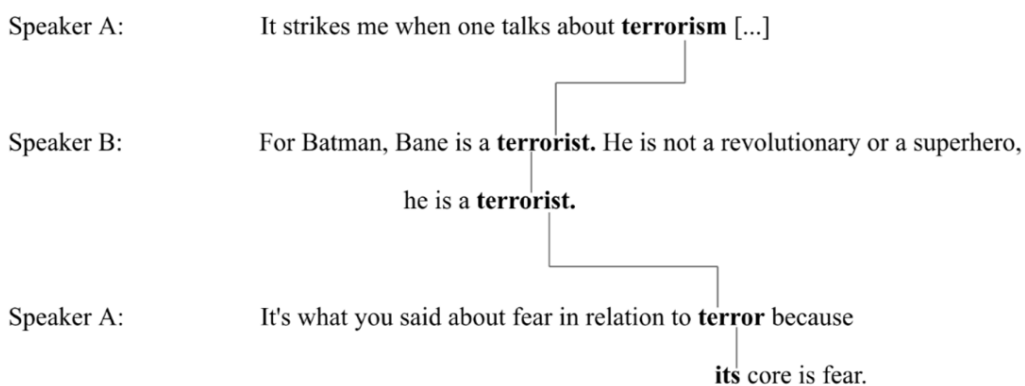 Speaker A: It strikes me when one talks about terrorism [...]
Speaker B: For Batman, Bane is a terrorist. He is not a revolutionary or a superhero,
he is a terrorist.
Speaker A: It's what you said about fear in relation to terror because
its core is fear.